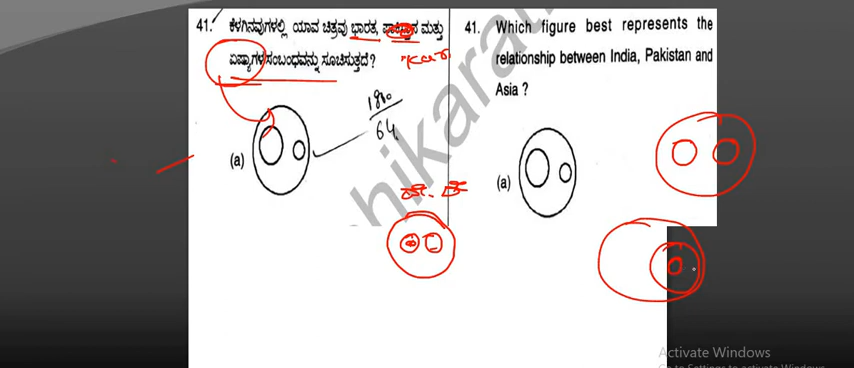 41. ಕೆಳಗಿನವುಗಳಲ್ಲಿ ಯಾವ ಚಿತ್ರವು ಭಾರತ, ಮತ್ತು
ಏಷ್ಯಾಗಳ ಸಂಬಂಧವನ್ನು ಸೂಚಿಸುತ್ತದೆ?
(a)
64
41. Which figure best represents the
relationship between India, Pakistan and
Asia ?
(a)
hikarat
Activate Windows